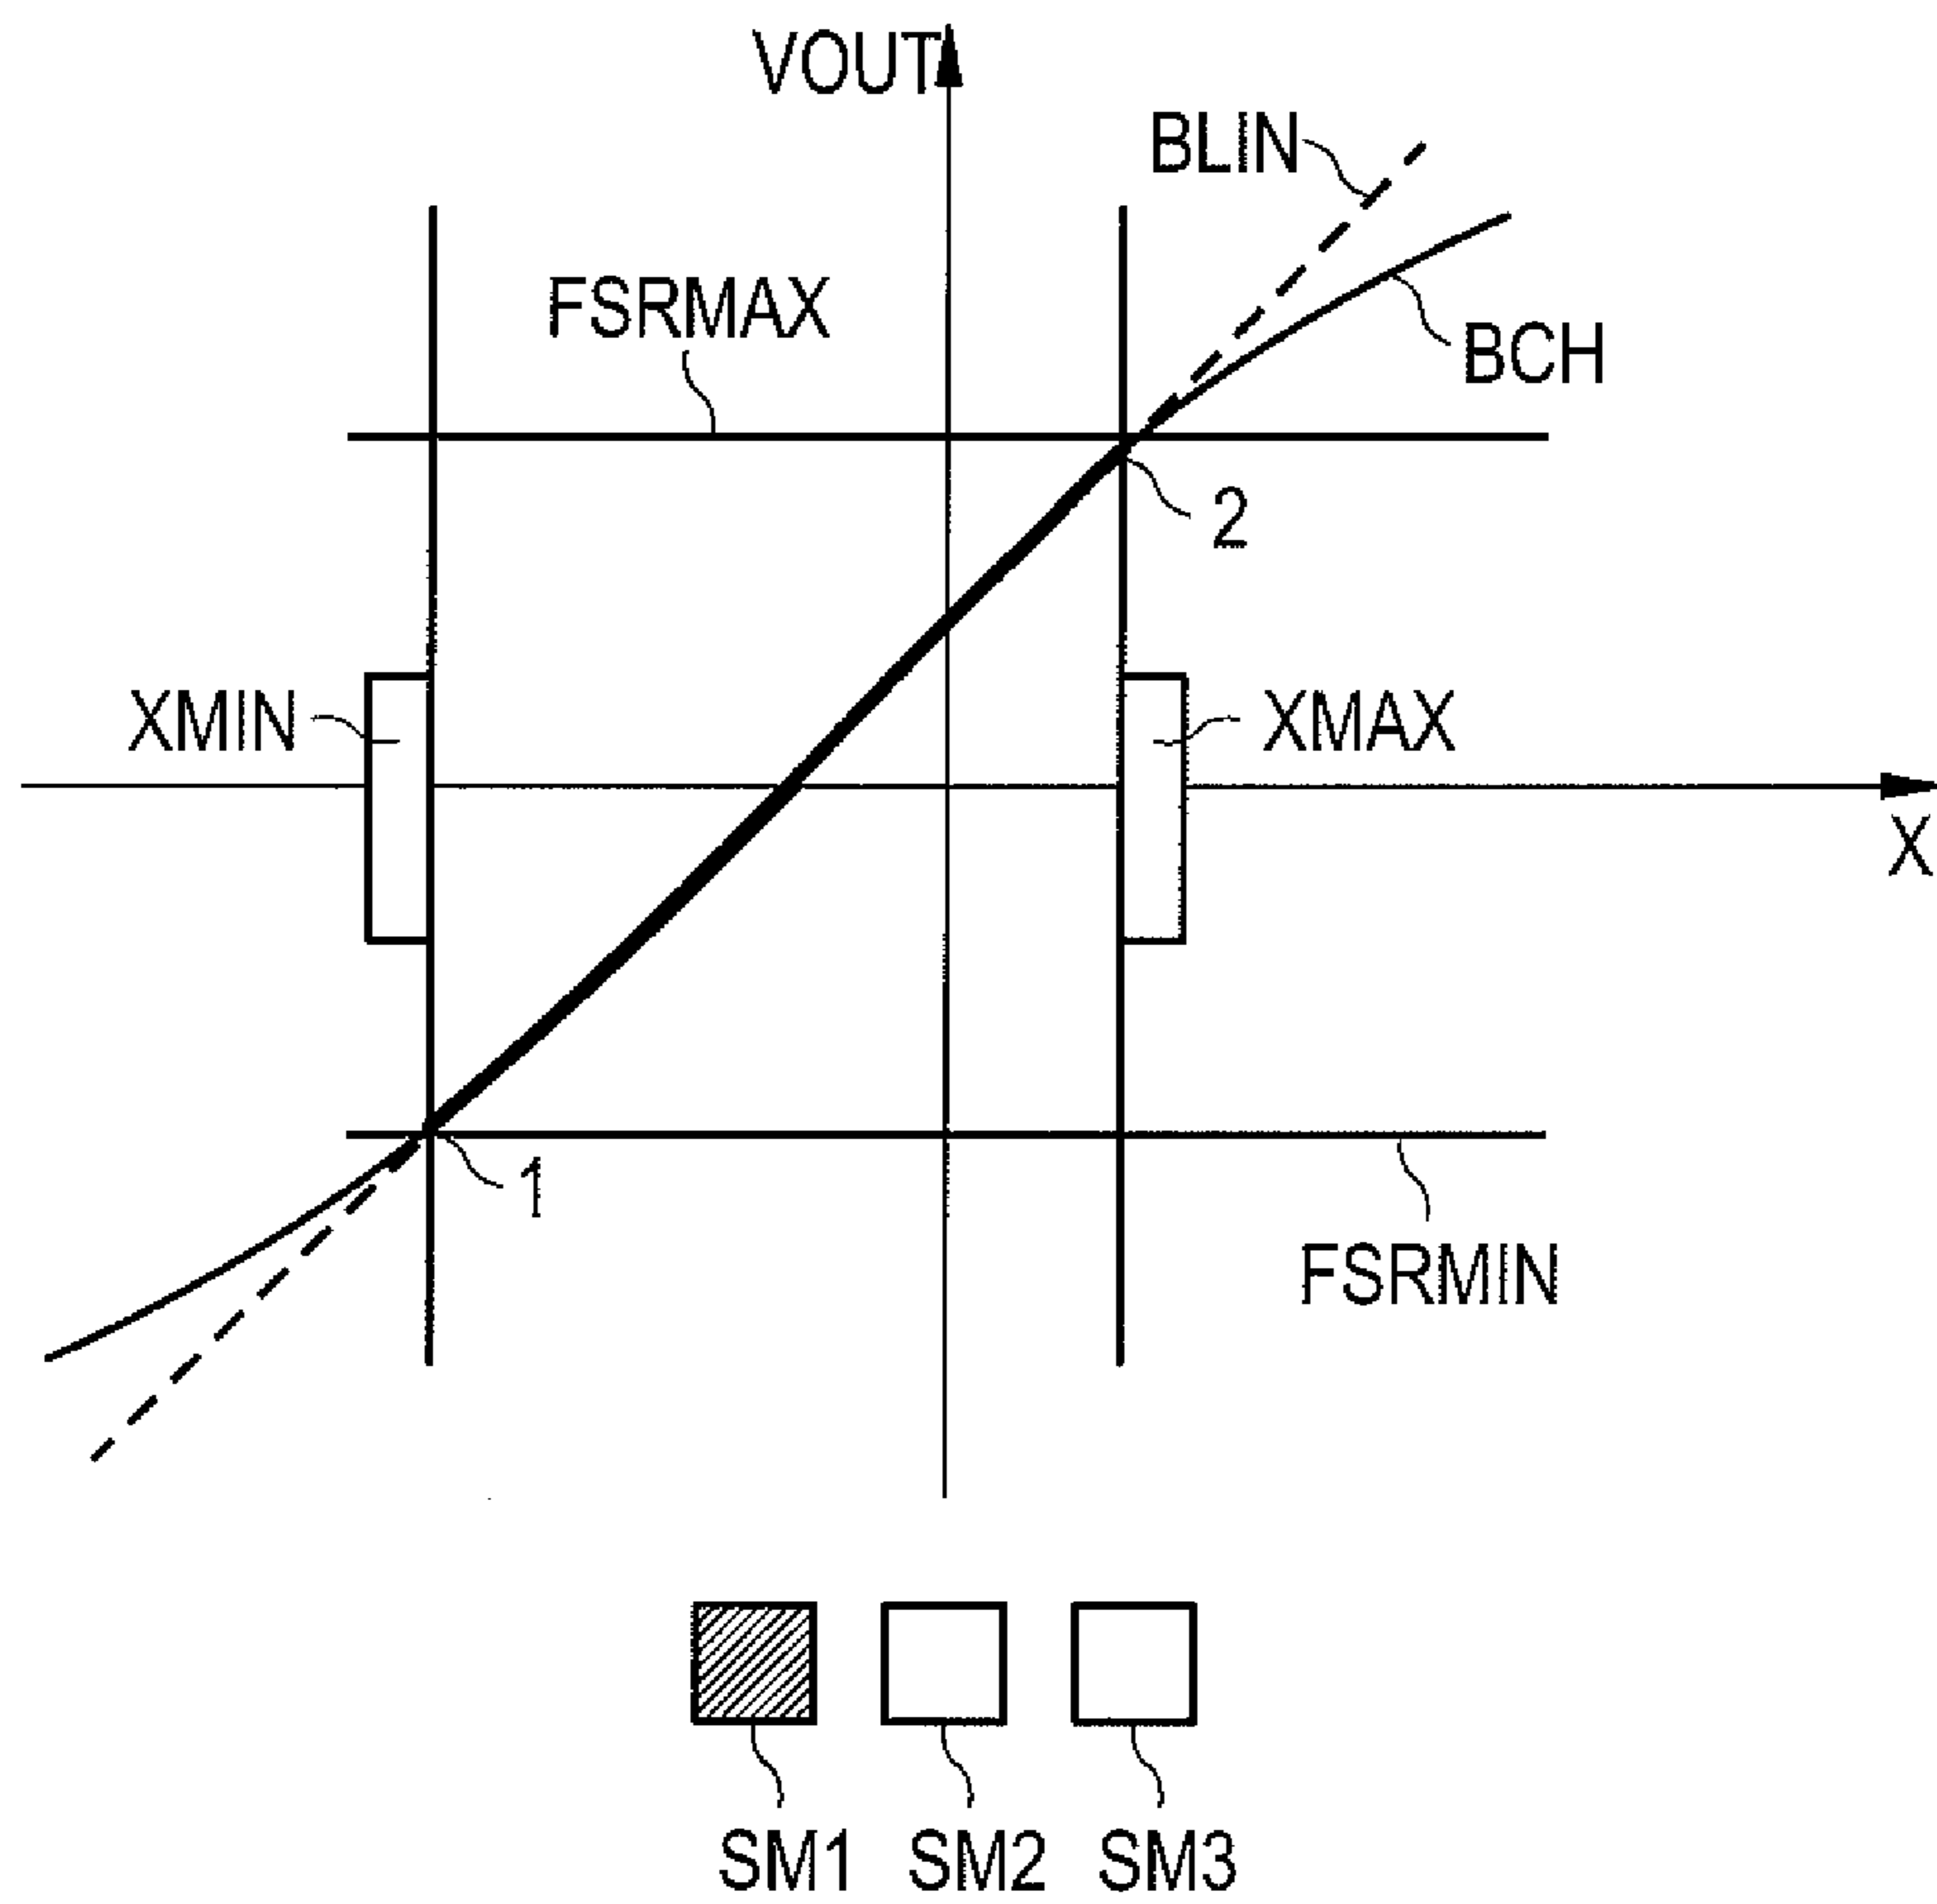 VOUT
BLIN
FSRMAX
BCH
2
XMIN
XMAX
X
1
FSRMIN
SM1 SM2 SM3